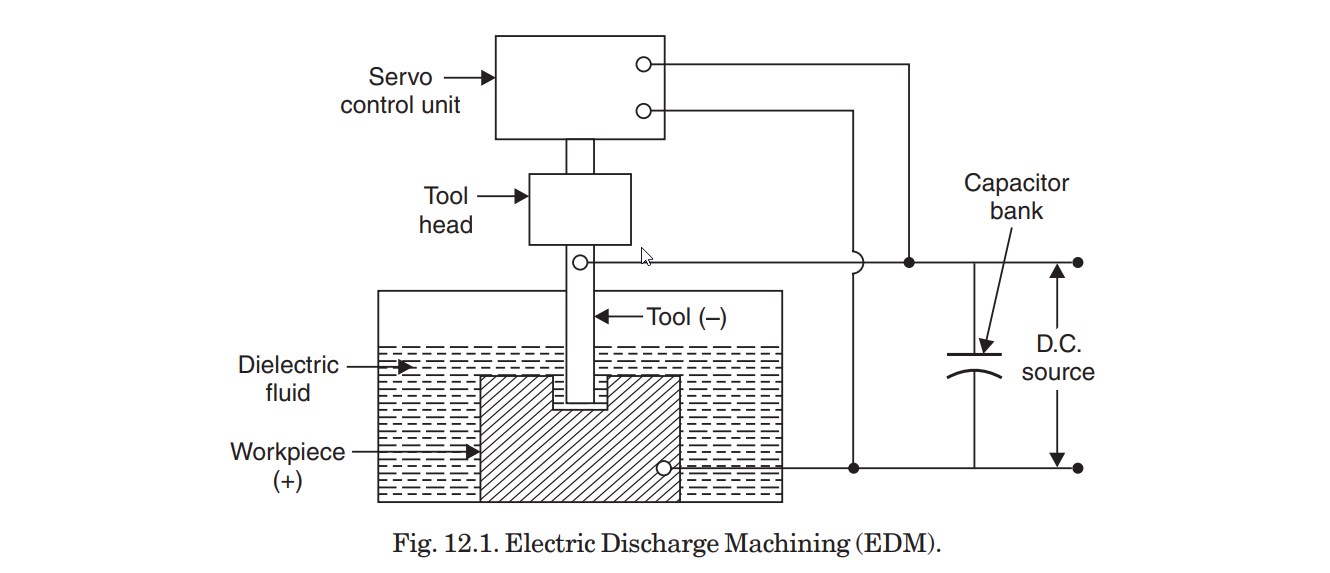 Servo
control unit
Tool
head
Capacitor
bank
Tool (–)
D.C.
source
Dielectric
fluid
Workpiece
(+)
Fig. 12.1. Electric Discharge Machining (EDM).